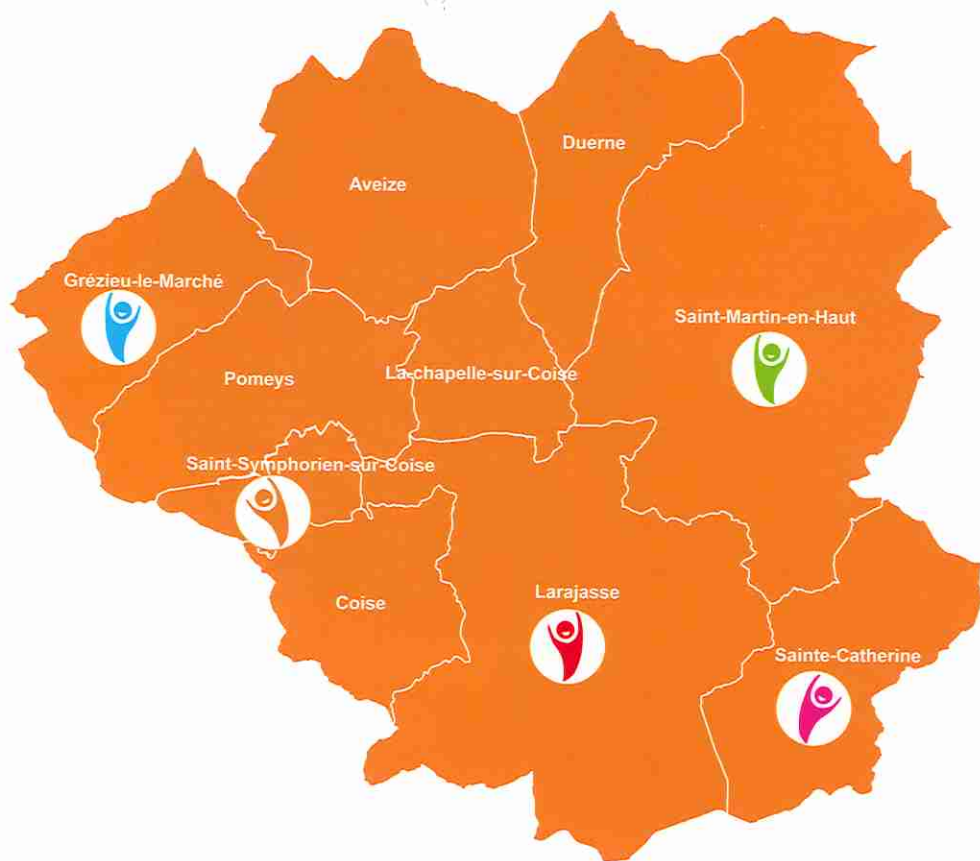 Duerne
Aveize
Grézieu-le-Marché
Saint-Martin-en-Haut
Pomeys
La-chapelle-sur-Coise
Saint-Symphorien-sur-Coise
Larajasse
Coise
Sainte-Catherine